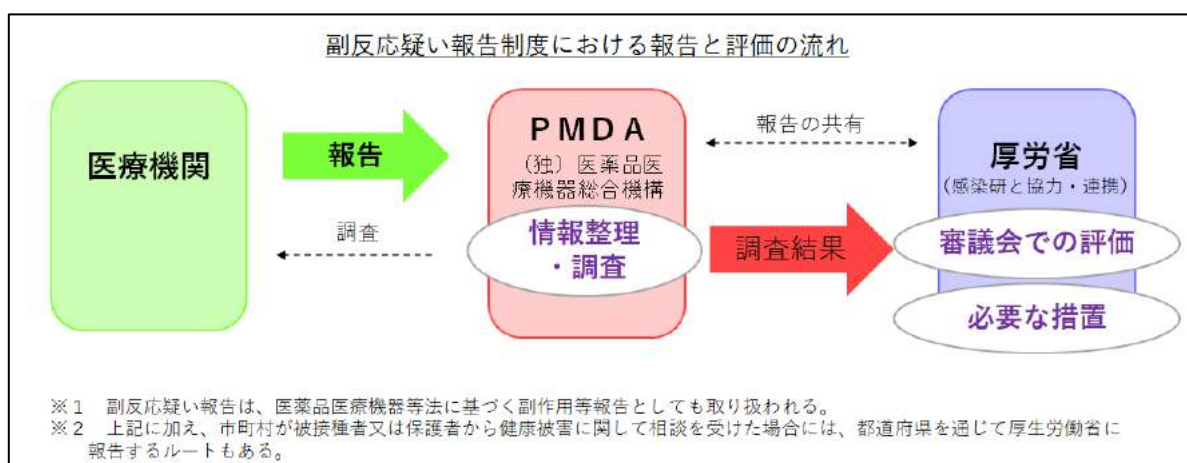 副反応疑い報告制度における報告と評価の流れ
医療機関
報告
調査
PMDA
(独)医薬品医
療機器総合機構
情報整理
・調査
報告の共有
調査結果
厚労省
(感染研と協力・連携)
審議会での評価
必要な措置
※1 副反応疑い報告は、医薬品医療機器等法に基づく副作用等報告としても取り扱われる。
※2 上記に加え、市町村が被接種者又は保護者から健康被害に関して相談を受けた場合には、都道府県を通じて厚生労働省に
報告するルートもある。